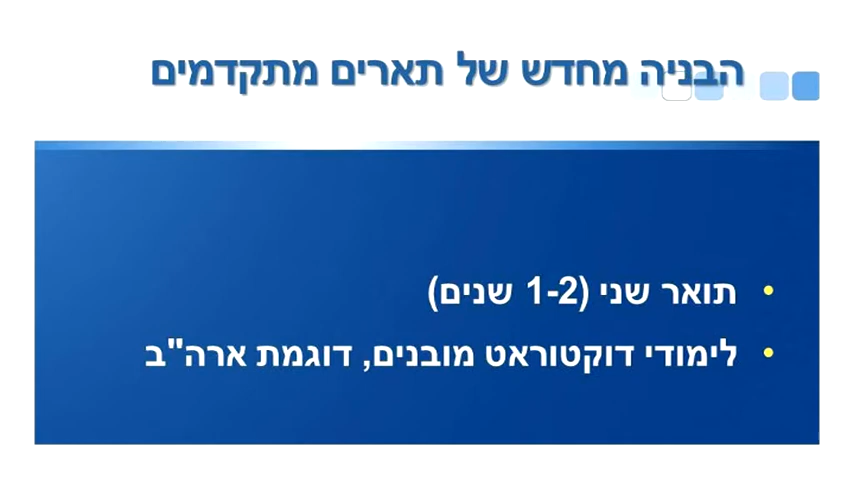 הבניה מחדש של תארים מתקדמים
• תואר שני (1-2 שנים)
• לימודי דוקטוראט מובנים, דוגמת ארה"ב